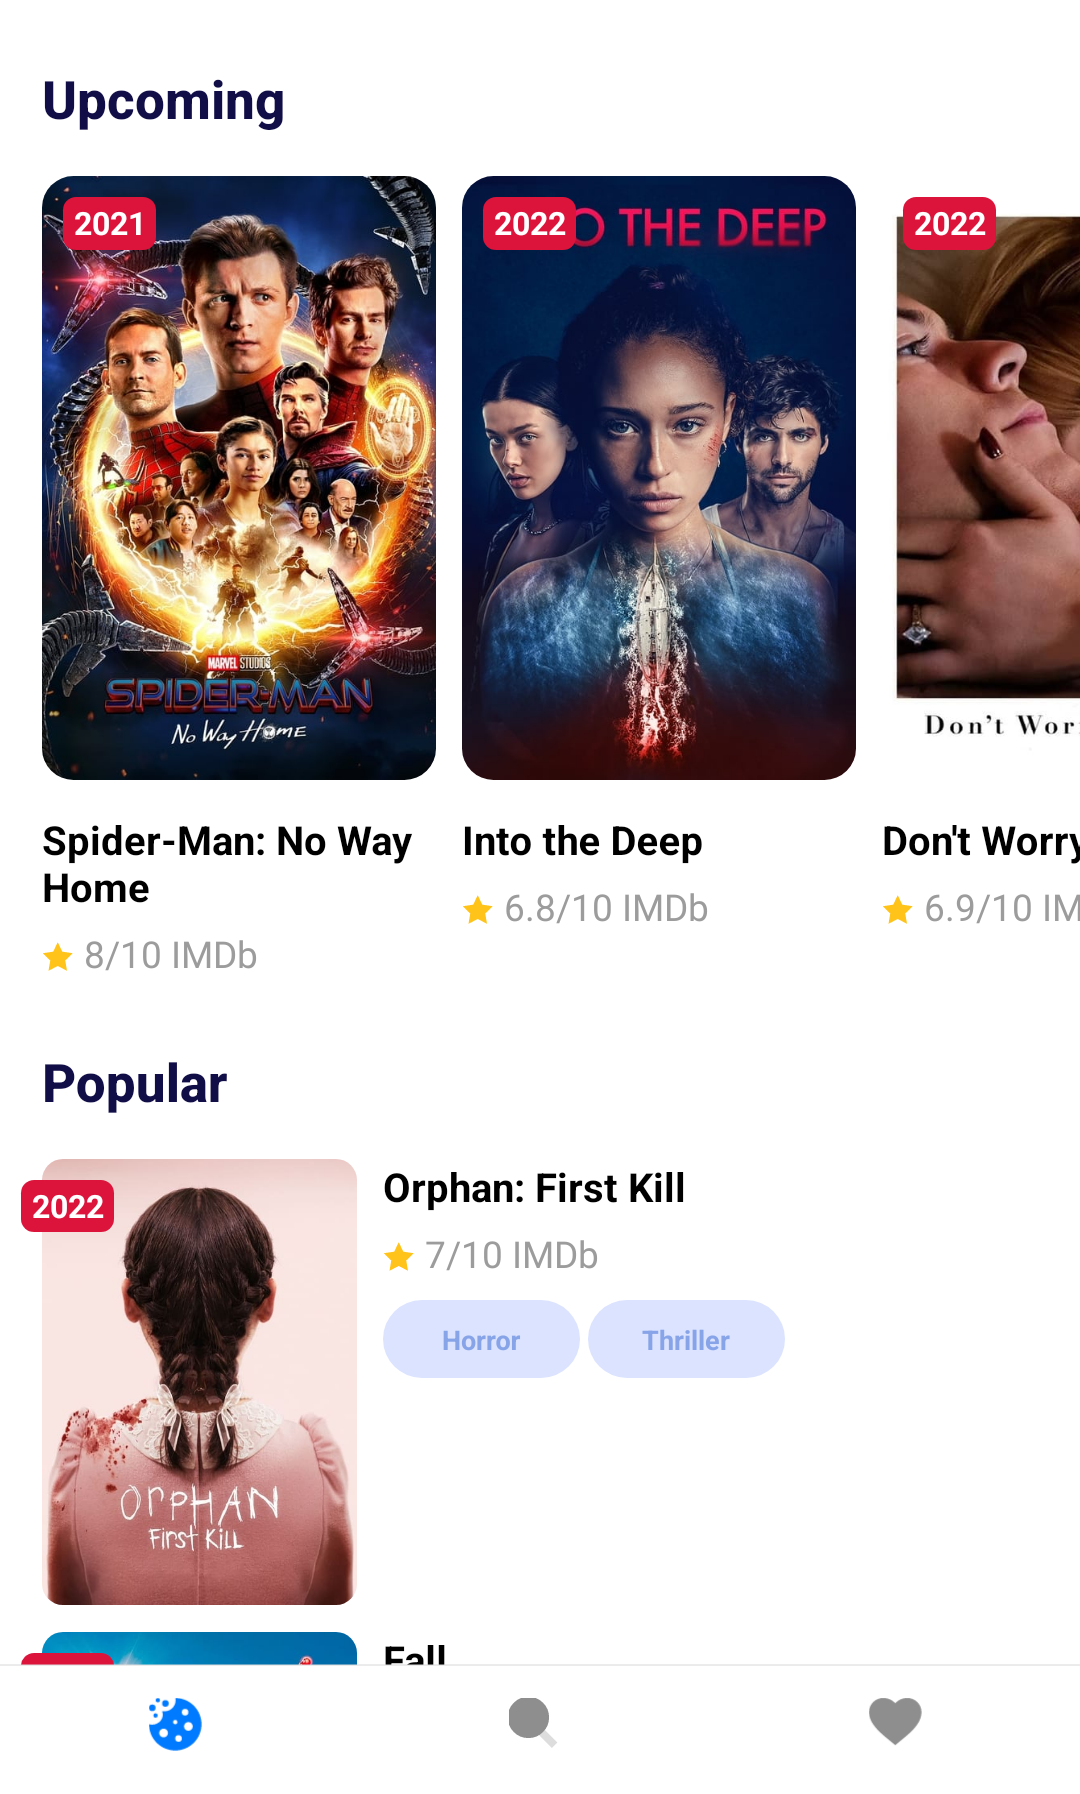 Upcoming
2021
MARVEL STUDIOS
SPIDER-MAN
No Way Home
2022
O THE DEEP
2022
Don't Wor
Spider-Man: No Way
Home
8/10 IMDb
Into the Deep
6.8/10 IMDb
Don't Worry
6.9/10 IM
Popular
2022
ORPHAN
First Kill
Orphan: First Kill
7/10 IMDb
Horror
Thriller
Fall